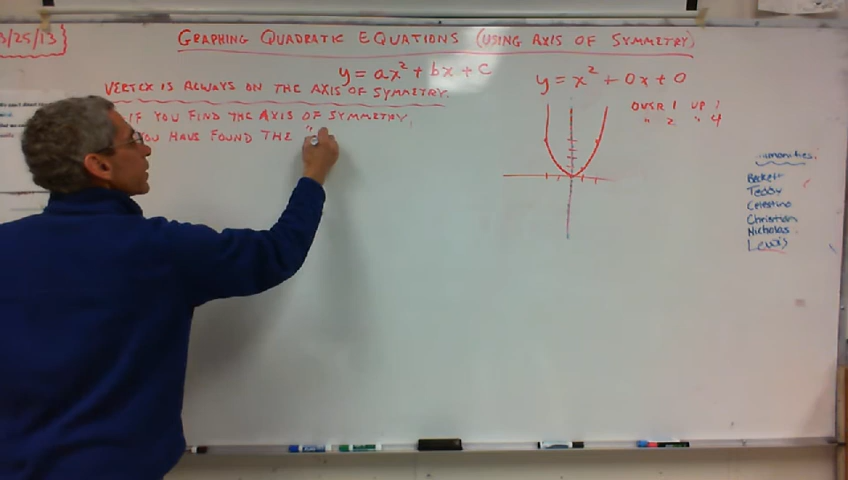 3/25/13}
GRAPHING QUADRATIC EQUATIONS (USING AXIS OF SYMMETRY)
y = ax² + bx + c
VERTEX IS ALWAYS ON THE AXIS OF SYMMETRY.
IF YOU FIND THE AXIS OF SYMMETRY,
YOU HAVE FOUND THE "
y = x² + 0x + 0
OVER 1 UP 1
" 2 " 4
Humanities:
Beckett
Teddy
Celestino
Christian
Nicholas
Lewis